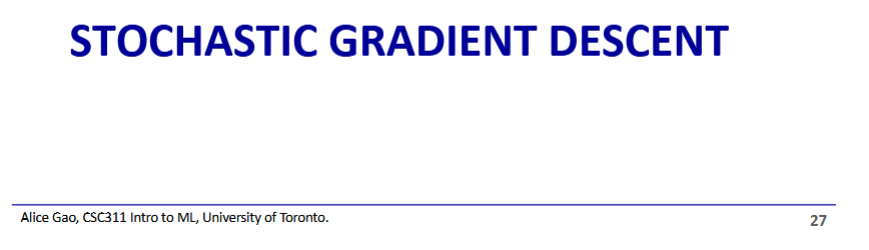 STOCHASTIC GRADIENT DESCENT
Alice Gao, CSC311 Intro to ML, University of Toronto.
27